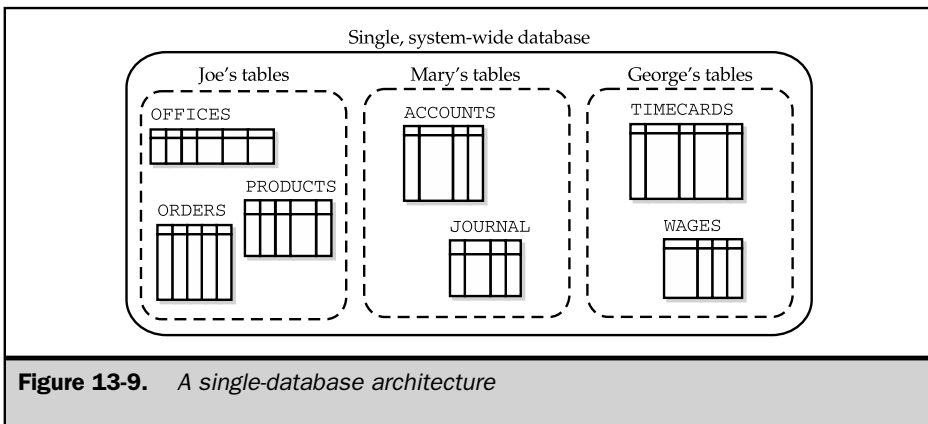 Single, system-wide database
Joe's tables
OFFICES
PRODUCTS
ORDERS
Mary's tables
ACCOUNTS
JOURNAL
George's tables
TIMECARDS
WAGES
Figure 13-9. A single-database architecture